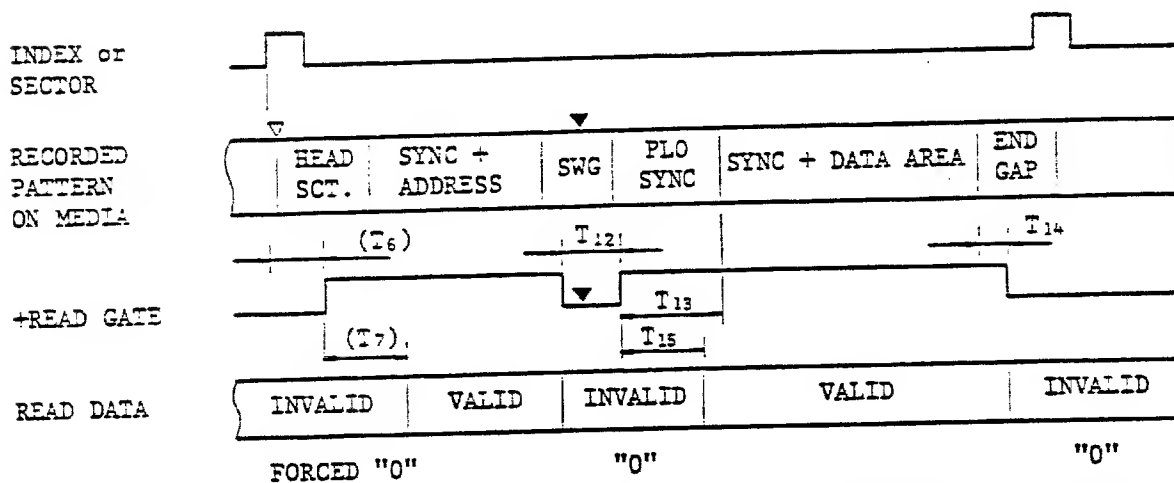 INDEX or
SECTOR
RECORDED
PATTERN
ON MEDIA
HEAD
SCT.
SYNC +
ADDRESS
SWG
PLO
SYNC
SYNC + DATA AREA
END
GAP
(T6)
T12
T14
+READ GATE
T13
(T7)
T15
READ DATA
INVALID
VALID
INVALID
VALID
INVALID
FORCED "0"
"0"
"0"